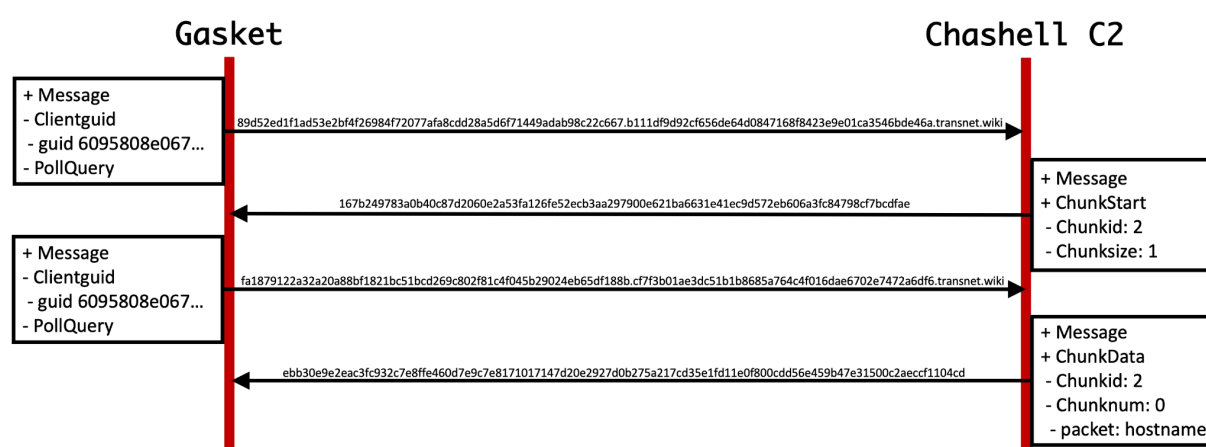 Gasket
Chashell C2
+ Message
- Clientguid
- guid 6095808e067...
- PollQuery
89d52ed1f1ad53e2bf4f26984f72077afa8cdd28a5d6f71449adab98c22c667.b111df9d92cf656de64d0847168f8423e9e01ca3546bde46a.transnet.wiki
+ Message
+ ChunkStart
- Chunkid: 2
- Chunksize: 1
167b249783a0b40c87d2060e2a53fa126fe52ecb3aa297900e621ba6631e41ec9d572eb606a3fc84798cf7bcdfae
+ Message
- Clientguid
- guid 6095808e067...
- PollQuery
fa1879122a32a20a88bf1821bc51bcd269c802f81c4f045b29024eb65df188b.cf7f3b01ae3dc51b1b8685a764c4f016dae6702e7472a6df6.transnet.wiki
+ Message
+ ChunkData
- Chunkid: 2
- Chunknum: 0
- packet: hostname
ebb30e9e2eac3fc932c7e8ffe460d7e9c7e8171017147d20e2927d0b275a217cd35e1fd11e0f800cdd56e459b47e31500c2aeccf1104cd